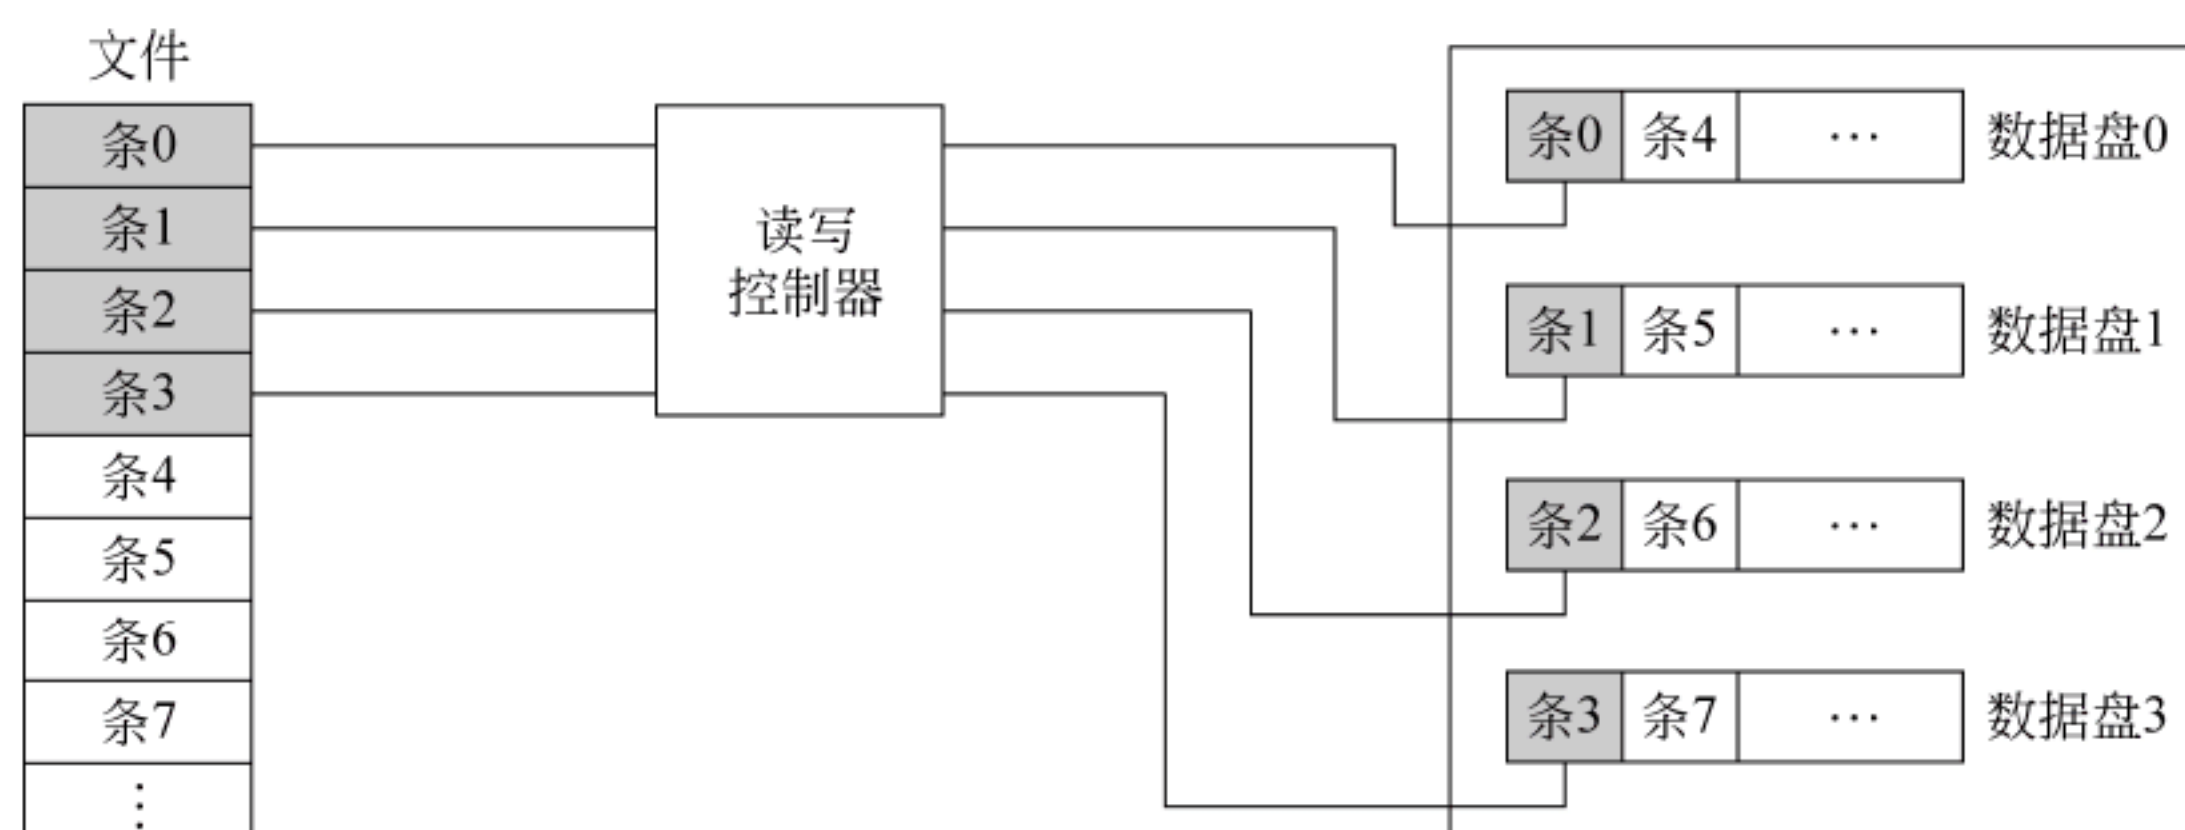 文件
条0
条1
条2
条3
条4
条5
条6
条7
⋮
读写
控制器
条0 条4 … 数据盘0
条1 条5 … 数据盘1
条2 条6 … 数据盘2
条3 条7 … 数据盘3